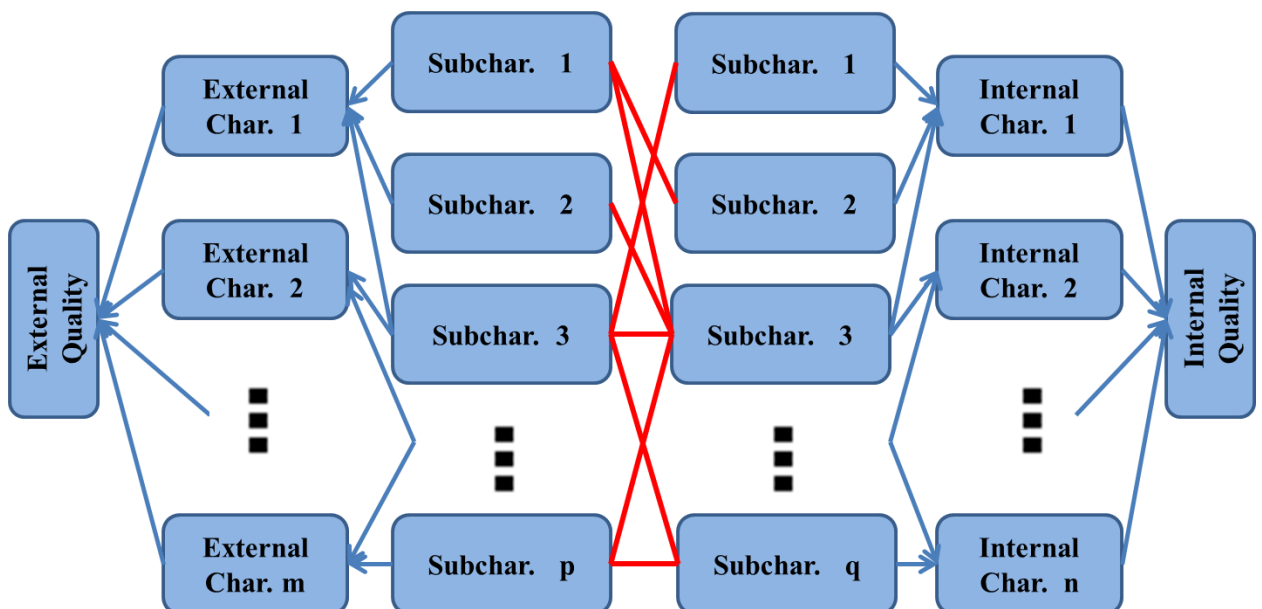 External
Quality
External
Char. 1
External
Char. 2
External
Char. m
Subchar. 1
Subchar. 2
Subchar. 3
Subchar. p
Subchar. 1
Subchar. 2
Subchar. 3
Subchar. q
Internal
Char. 1
Internal
Char. 2
Internal
Char. n
Internal
Quality